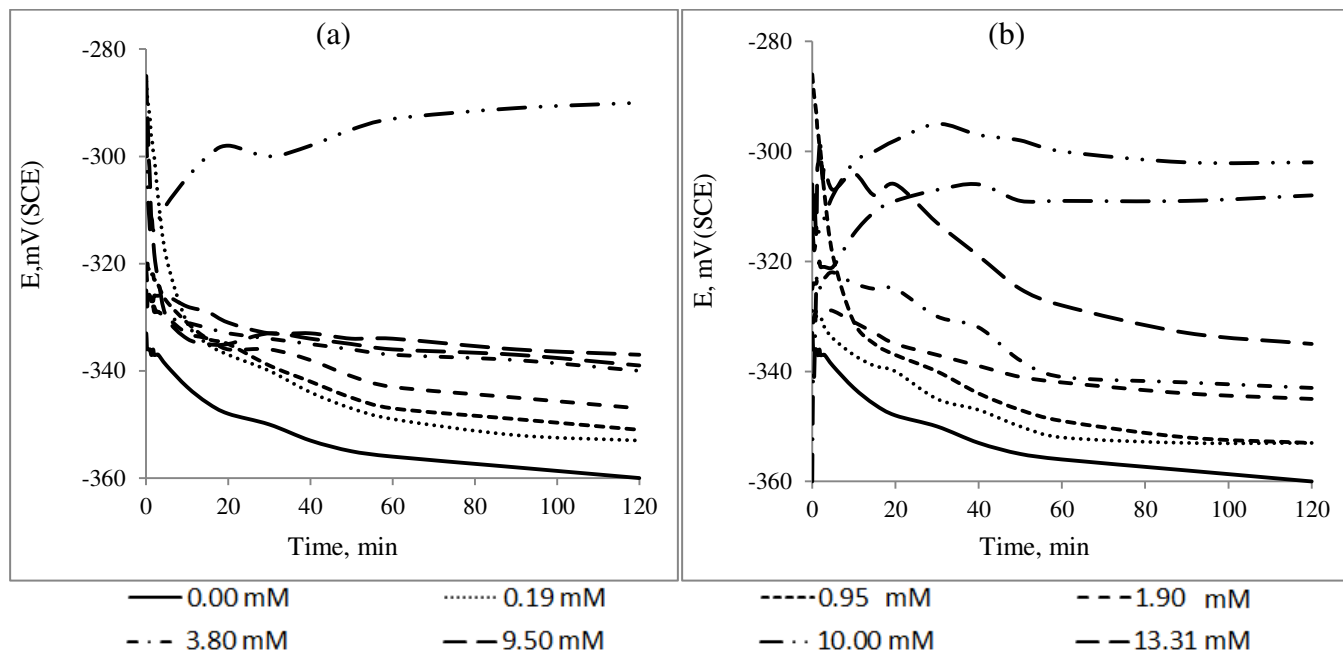 (a)
-280
-300
-320
-340
-360
0 20 40 60 80 100 120
E,mV(SCE)
Time, min
(b)
-280
-300
-320
-340
-360
0 20 40 60 80 100 120
E, mV(SCE)
Time, min
0.00 mM 0.19 mM 0.95 mM 1.90 mM
3.80 mM 9.50 mM 10.00 mM 13.31 mM